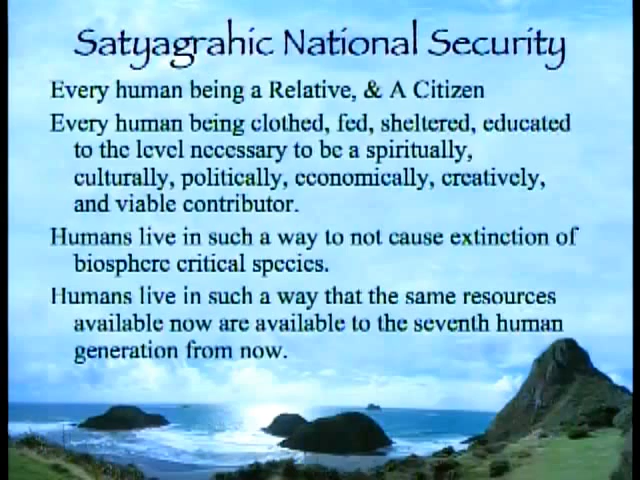 Satyagrahic National Security
Every human being a Relative, & A Citizen
Every human being clothed, fed, sheltered, educated
to the level necessary to be a spiritually,
culturally, politically, economically, creatively,
and viable contributor.
Humans live in such a way to not cause extinction of
biosphere critical species.
Humans live in such a way that the same resources
available now are available to the seventh human
generation from now.